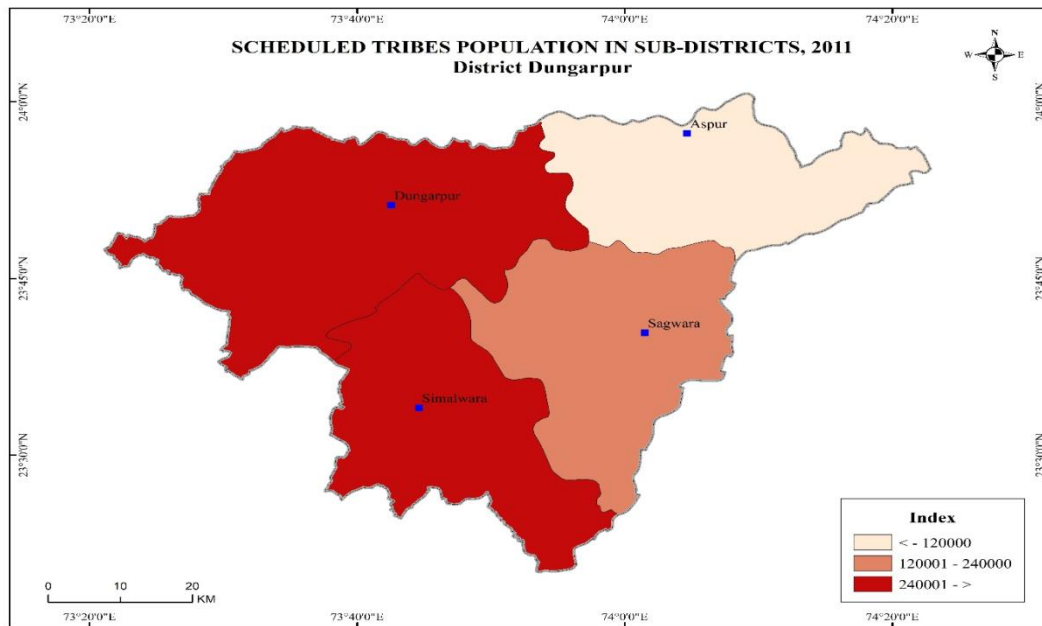 73°20'0"E 73°40'0"E 74°0'0"E 74°20'0"E
SCHEDULED TRIBES POPULATION IN SUB-DISTRICTS, 2011
District Dungarpur
N
W E
S
24°0'0"N 24°0'0"N
Aspur
Dungarpur
23°45'0"N 23°45'0"N
Sagwara
Simalwara
23°30'0"N 23°30'0"N
Index
< - 120000
120001 - 240000
240001 - >
0 10 20
KM
73°20'0"E 73°40'0"E 74°0'0"E 74°20'0"E